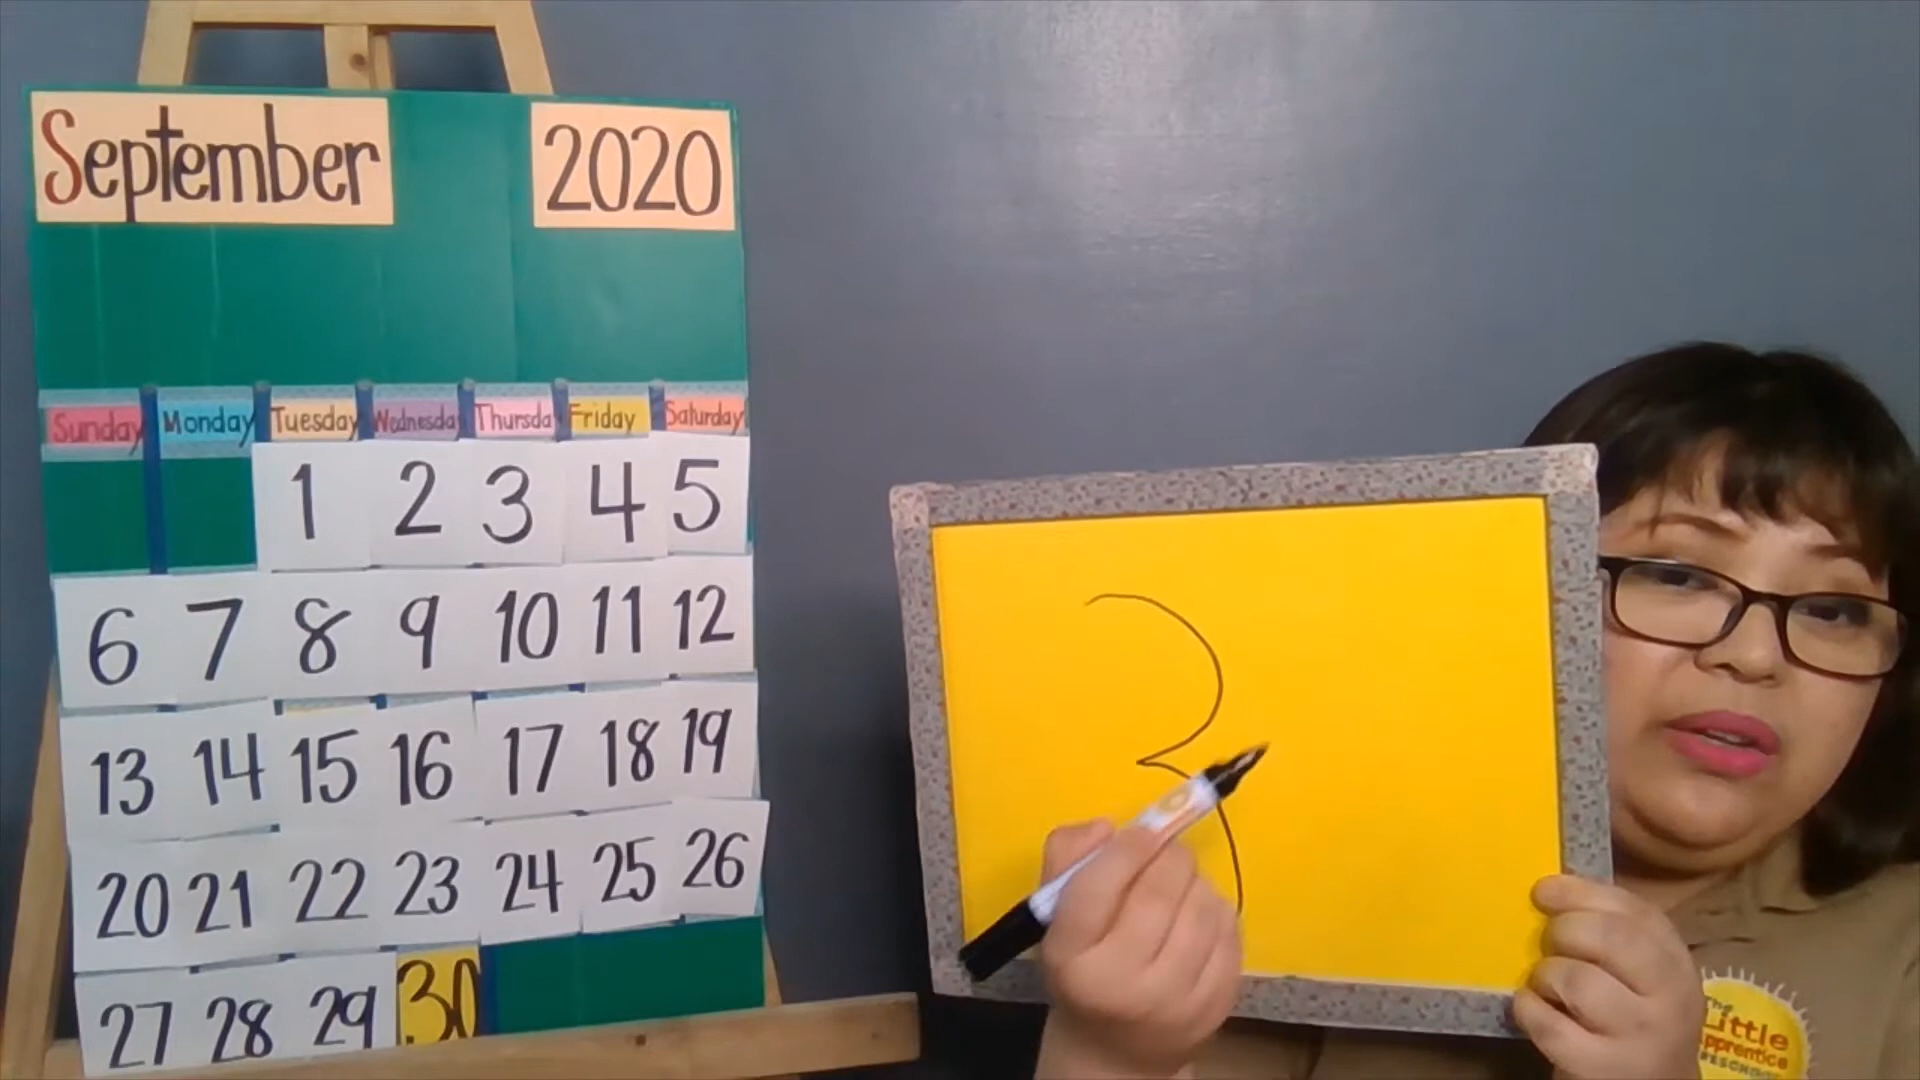 September 2020
Sunday Monday Tuesday Wednesday Thursda Friday Saturday
1 2 3 4 5
6 7 8 9 10 11 12
13 14 15 16 17 18 19
20 21 22 23 24 25 26
27 28 29 30
3
The
Little
Apprentice